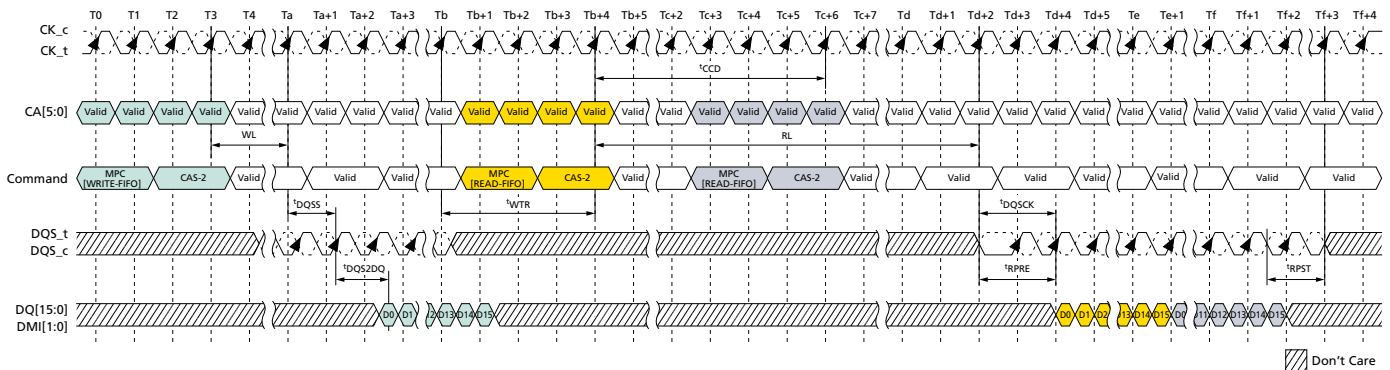 T0 T1 T2 T3 T4 Ta Ta+1 Ta+2 Ta+3 Tb Tb+1 Tb+2 Tb+3 Tb+4 Tb+5 Tc+2 Tc+3 Tc+4 Tc+5 Tc+6 Tc+7 Td Td+1 Td+2 Td+3 Td+4 Td+5 Te Te+1 Tf Tf+1 Tf+2 Tf+3 Tf+4
CK_c
CK_t
tCCD
CA[5:0] Valid Valid Valid Valid Valid Valid Valid Valid Valid Valid Valid Valid Valid Valid Valid Valid Valid Valid Valid Valid Valid Valid Valid Valid Valid Valid Valid Valid Valid Valid Valid Valid Valid Valid
WL RL
Command MPC [WRITE-FIFO] CAS-2 Valid Valid Valid MPC [READ-FIFO] CAS-2 Valid MPC [READ-FIFO] CAS-2 Valid Valid Valid Valid Valid Valid Valid
tDQSS tWTR tDQSCK
DQS_t
DQS_c
tDQS2DQ tRPRE tRPST
DQ[15:0] D0 D1 2 D13 D14 D15 D0 D1 D2 13 D14 D15 D0 D11 D12 D13 D14 D15
DMI[1:0]
Don't Care